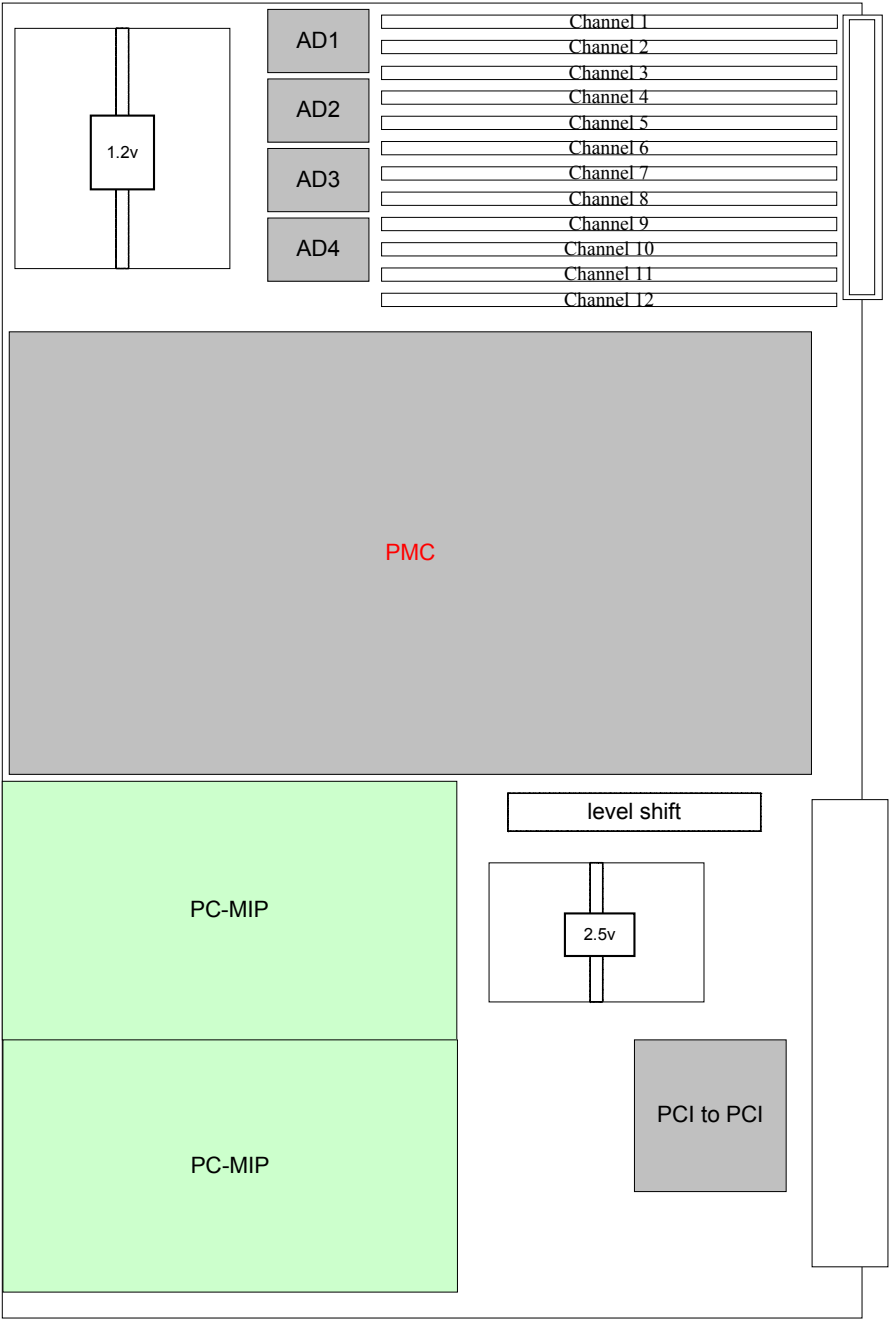 AD1
Channel 1
Channel 2
Channel 3
AD2
Channel 4
Channel 5
Channel 6
1.2v
AD3
Channel 7
Channel 8
Channel 9
AD4
Channel 10
Channel 11
Channel 12
PMC
level shift
PC-MIP
2.5v
PCI to PCI
PC-MIP